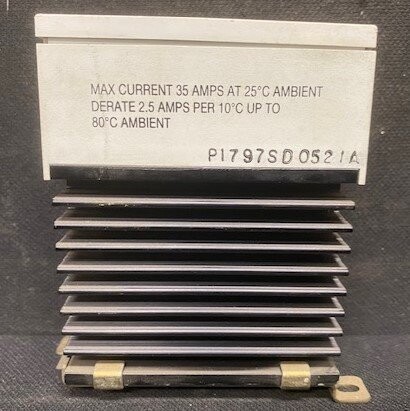 MAX CURRENT 35 AMPS AT 25°C AMBIENT
DERATE 2.5 AMPS PER 10°C UP TO
80°C AMBIENT
P1797SD0521A